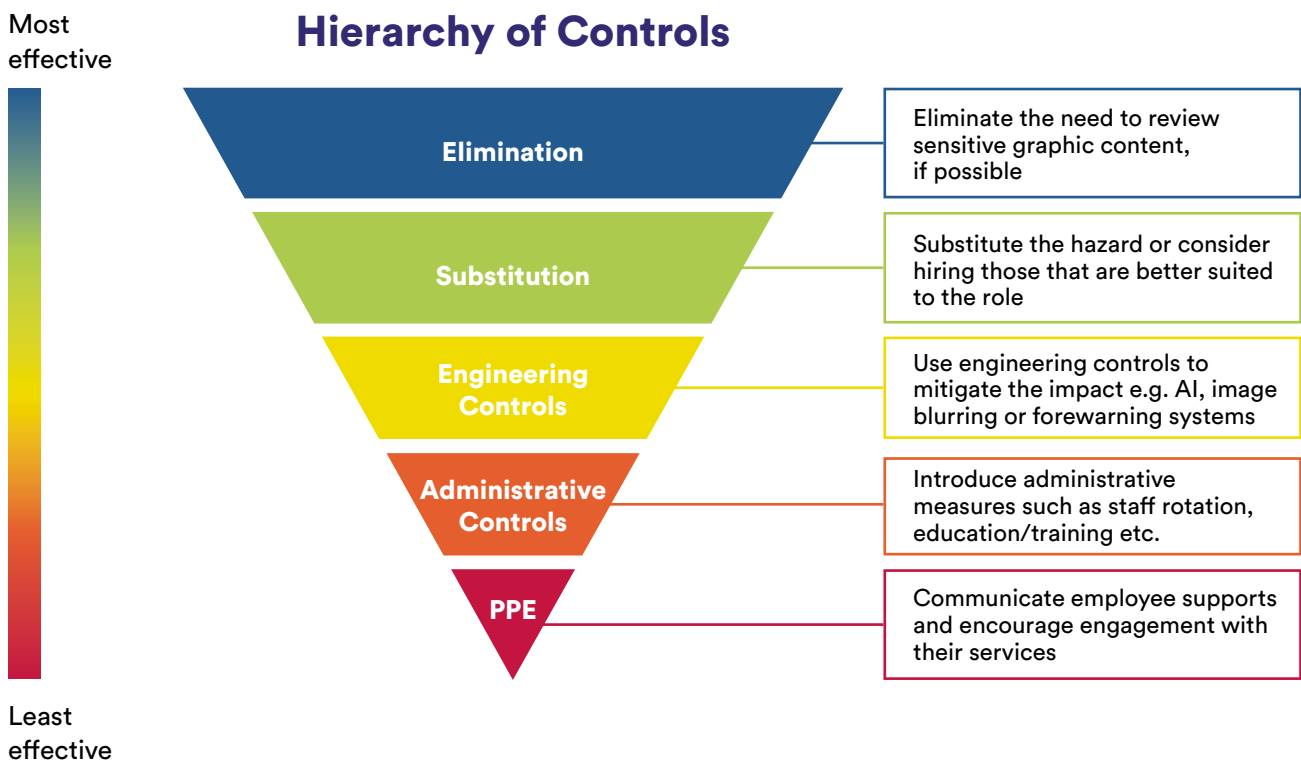 Most
effective
Hierarchy of Controls
Elimination
Eliminate the need to review
sensitive graphic content,
if possible
Substitution
Substitute the hazard or consider
hiring those that are better suited
to the role
Engineering
Controls
Use engineering controls to
mitigate the impact e.g. AI, image
blurring or forewarning systems
Administrative
Controls
Introduce administrative
measures such as staff rotation,
education/training etc.
PPE
Communicate employee supports
and encourage engagement with
their services
Least
effective